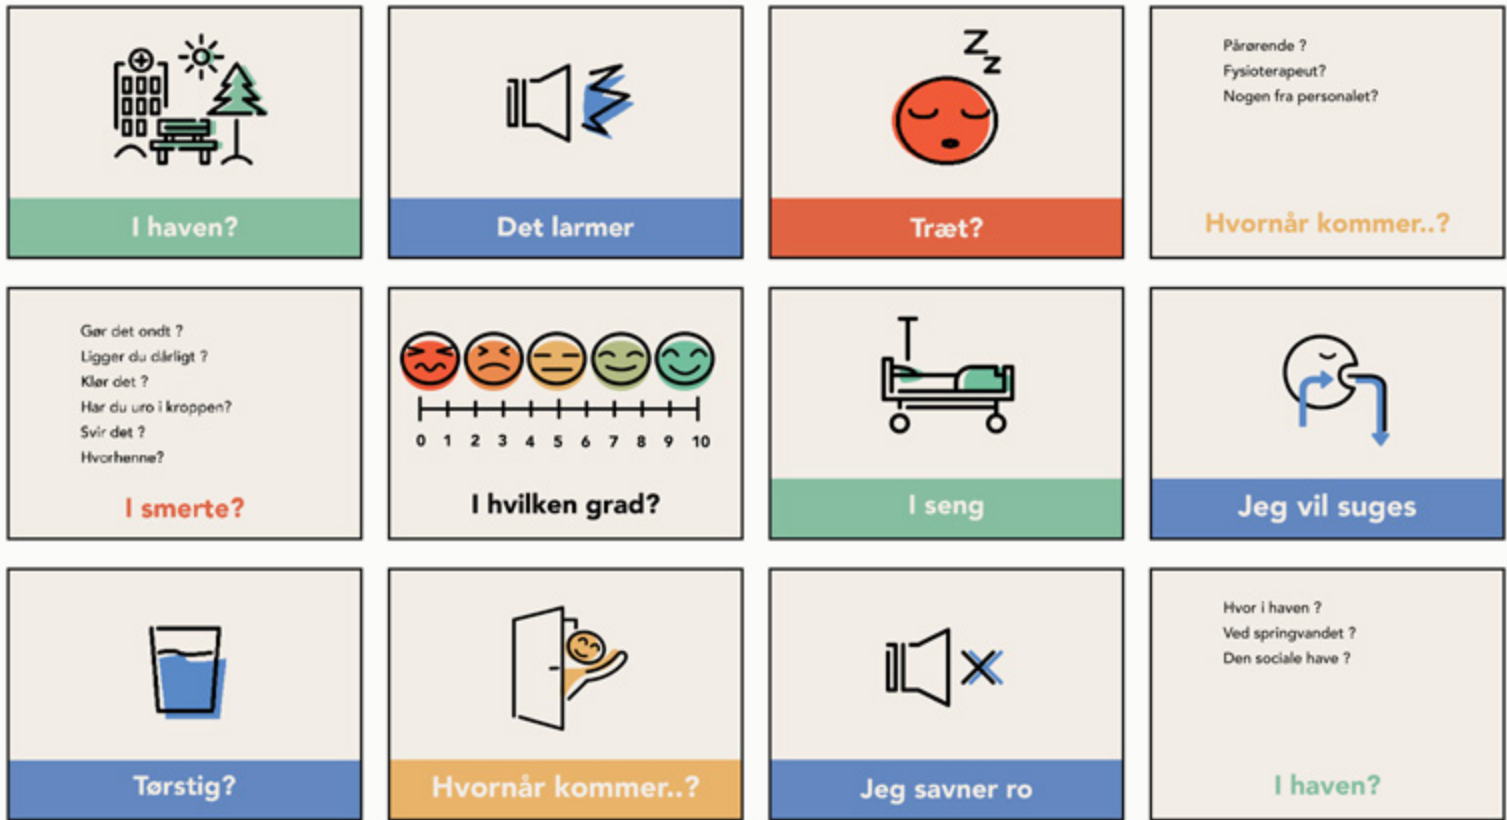 I haven?
Det larmer
Z
z
Træt?
Pårørende ?
Fysioterapeut?
Nogen fra personalet?
Hvornår kommer..?
Gør det ondt ?
Ligger du dårligt ?
Klør det ?
Har du uro i kroppen?
Svir det ?
Hvorhenne?
I smerte?
0 1 2 3 4 5 6 7 8 9 10
I hvilken grad?
I seng
Jeg vil suges
Tørstig?
Hvornår kommer..?
Jeg savner ro
Hvor i haven ?
Ved springvandet ?
Den sociale have ?
I haven?